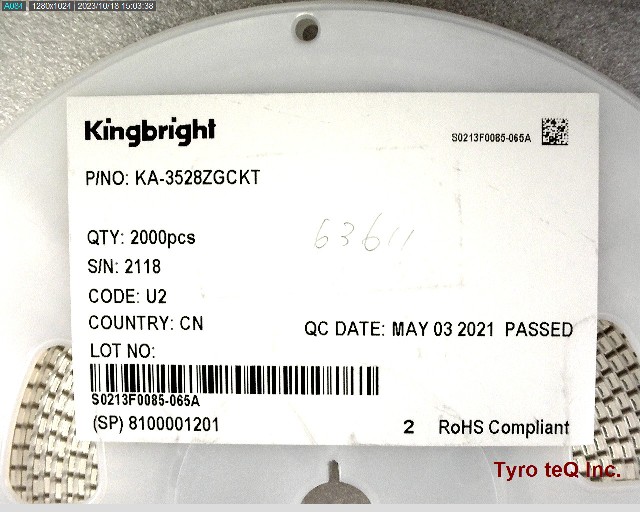 A084 1280x1024 2023/10/18 15:03:38
Kingbright
S0213F0085-065A
P/NO: KA-3528ZGCKT
QTY: 2000pcs
63611
S/N: 2118
CODE: U2
COUNTRY: CN
QC DATE: MAY 03 2021 PASSED
LOT NO:
S0213F0085-065A
(SP) 8100001201
2 RoHS Compliant
Tyro teQ Inc.